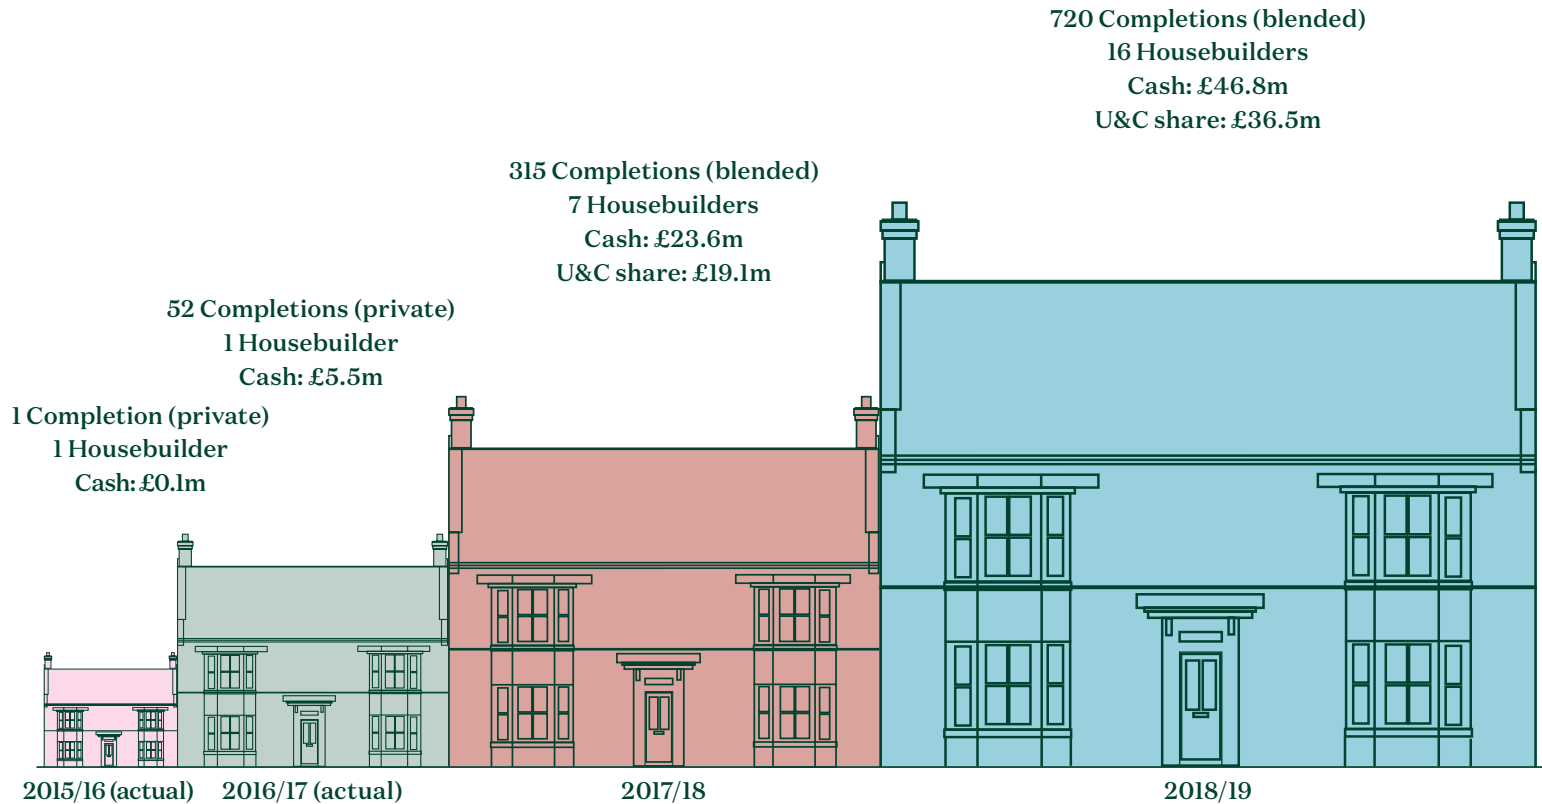 1 Completion (private)
1 Housebuilder
Cash: £0.1m
2015/16 (actual)
52 Completions (private)
1 Housebuilder
Cash: £5.5m
2016/17 (actual)
315 Completions (blended)
7 Housebuilders
Cash: £23.6m
U&C share: £19.1m
2017/18
720 Completions (blended)
16 Housebuilders
Cash: £46.8m
U&C share: £36.5m
2018/19